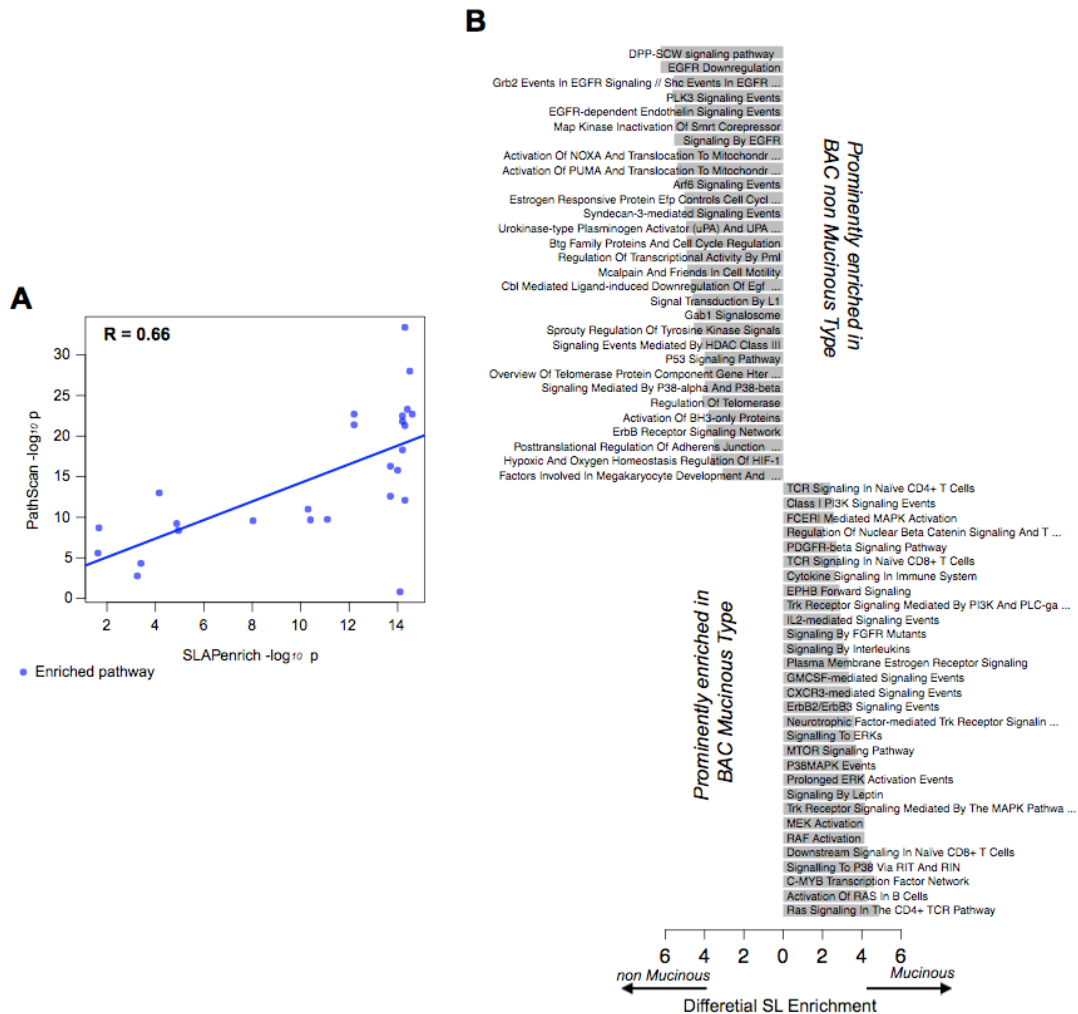 A
R = 0.66
30
25
20
15
10
5
0
PathScan -log10 p
2 4 6 8 10 12 14
SLAPenrich -log10 p
Enriched pathway
B
DPP-SCW signaling pathway
EGFR Downregulation
Grb2 Events In EGFR Signaling // Shc Events In EGFR ...
PLK3 Signaling Events
EGFR-dependent Endothelin Signaling Events
Map Kinase Inactivation Of Smrt Corepressor
Signaling By EGFR
Activation Of NOXA And Translocation To Mitochondr ...
Activation Of PUMA And Translocation To Mitochondr ...
Arf6 Signaling Events
Estrogen Responsive Protein Efp Controls Cell Cycl ...
Syndecan-3-mediated Signaling Events
Urokinase-type Plasminogen Activator (uPA) And UPA ...
Btg Family Proteins And Cell Cycle Regulation
Regulation Of Transcriptional Activity By Pml
Mcalpain And Friends In Cell Motility
Cbl Mediated Ligand-induced Downregulation Of Egf ...
Signal Transduction By L1
Gab1 Signalosome
Sprouty Regulation Of Tyrosine Kinase Signals
Signaling Events Mediated By HDAC Class III
P53 Signaling Pathway
Overview Of Telomerase Protein Component Gene Hter ...
Signaling Mediated By P38-alpha And P38-beta
Regulation Of Telomerase
Activation Of BH3-only Proteins
ErbB Receptor Signaling Network
Posttranslational Regulation Of Adherens Junction ...
Hypoxic And Oxygen Homeostasis Regulation Of HIF-1
Factors Involved In Megakaryocyte Development And ...
Prominently enriched in
BAC non Mucinous Type
TCR Signaling In Naïve CD4+ T Cells
Class I PI3K Signaling Events
FCERI Mediated MAPK Activation
Regulation Of Nuclear Beta Catenin Signaling And T ...
PDGFR-beta Signaling Pathway
TCR Signaling In Naïve CD8+ T Cells
Cytokine Signaling In Immune System
EPHB Forward Signaling
Trk Receptor Signaling Mediated By PI3K And PLC-ga ...
IL2-mediated Signaling Events
Signaling By FGFR Mutants
Signaling By Interleukins
Plasma Membrane Estrogen Receptor Signaling
GMCSF-mediated Signaling Events
CXCR3-mediated Signaling Events
ErbB2/ErbB3 Signaling Events
Neurotrophic Factor-mediated Trk Receptor Signalin ...
Signalling To ERKs
MTOR Signaling Pathway
P38MAPK Events
Prolonged ERK Activation Events
Signaling By Leptin
Trk Receptor Signaling Mediated By The MAPK Pathwa ...
MEK Activation
RAF Activation
Downstream Signaling In Naïve CD8+ T Cells
Signalling To P38 Via RIT And RIN
C-MYB Transcription Factor Network
Activation Of RAS In B Cells
Ras Signaling In The CD4+ TCR Pathway
Prominently enriched in
BAC Mucinous Type
6 4 2 0 2 4 6
non Mucinous
Mucinous
Differetial SL Enrichment